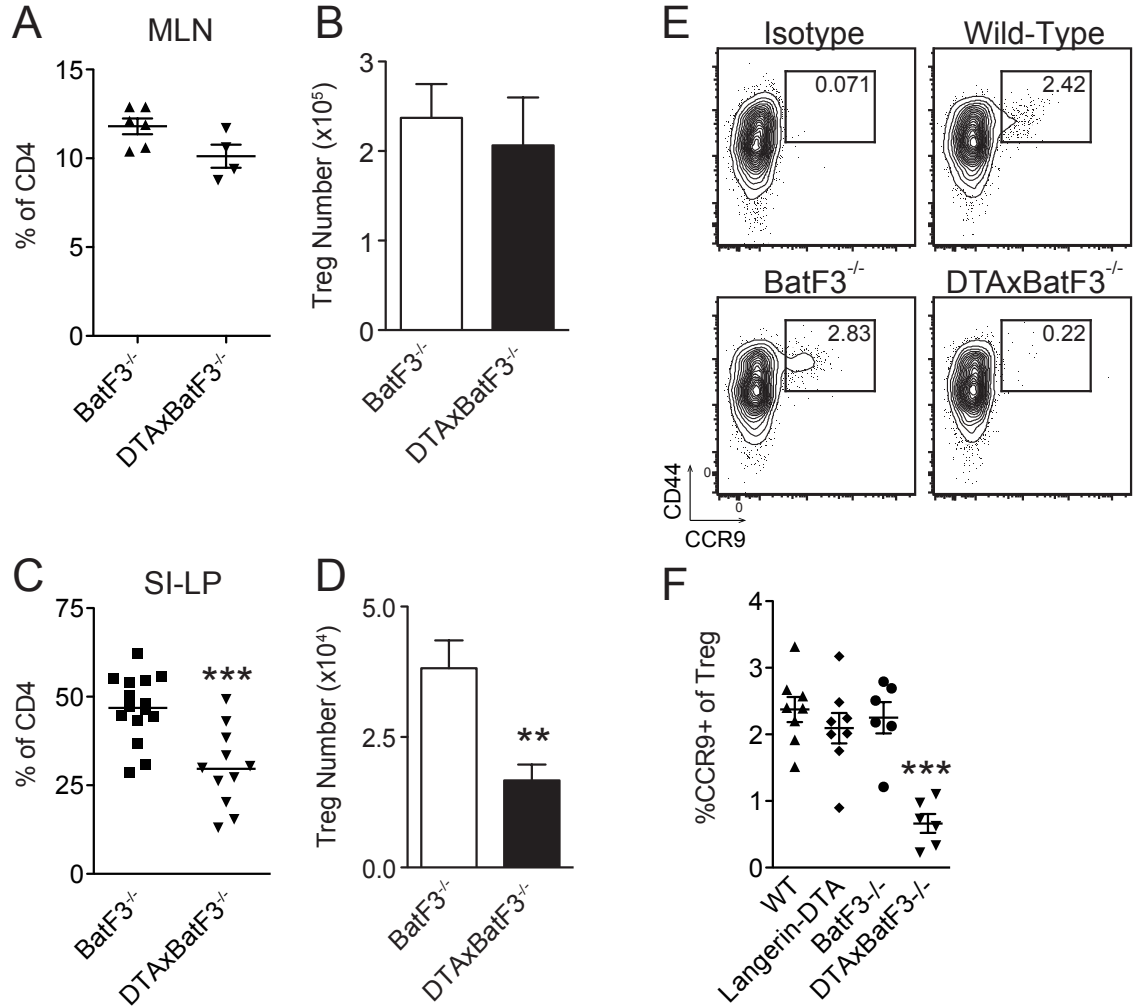 A
MLN
% of CD4
15
10
5
0
BatF3-/-
DTAxBatF3-/-
B
Treg Number (x10⁵)
3
2
1
0
BatF3-/-
DTAxBatF3-/-
C
SI-LP
% of CD4
75
50
25
0
***
BatF3-/-
DTAxBatF3-/-
D
Treg Number (x10⁴)
5.0
2.5
0.0
**
BatF3-/-
DTAxBatF3-/-
E
Isotype
0.071
Wild-Type
2.42
BatF3-/-
2.83
DTAxBatF3-/-
0.22
CD44
0
0
CCR9
F
%CCR9+ of Treg
4
3
2
1
0
***
WT
Langerin-DTA
BatF3-/-
DTAxBatF3-/-